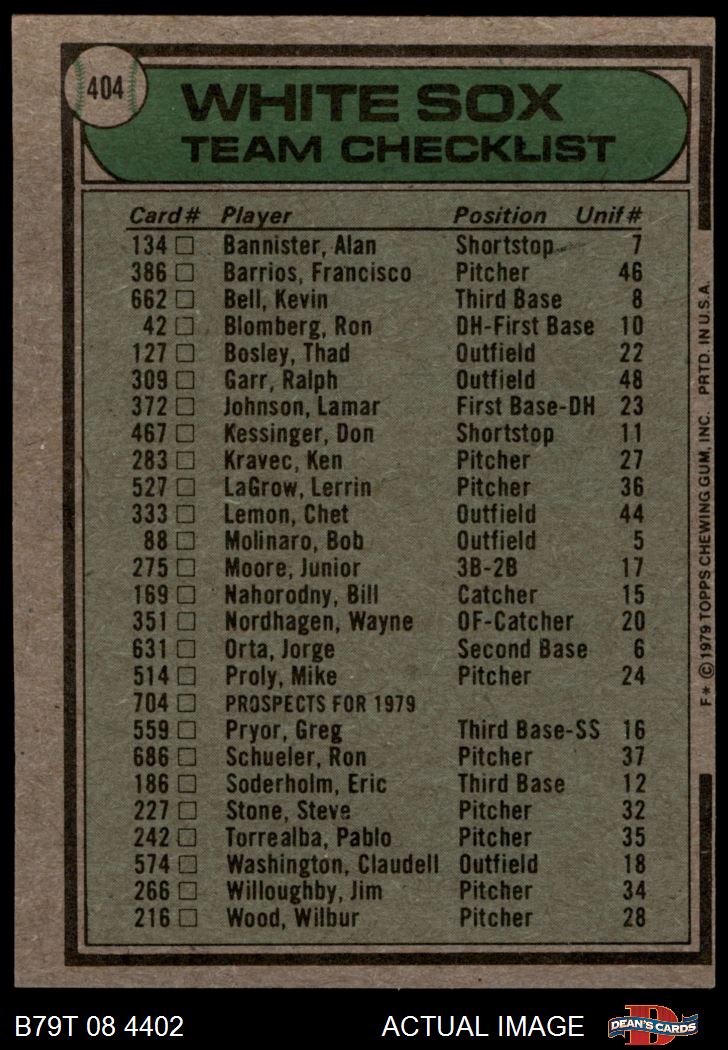 404
WHITE SOX
TEAM CHECKLIST
Card# Player Position Unif#
134 Bannister, Alan Shortstop 7
386 Barrios, Francisco Pitcher 46
662 Bell, Kevin Third Base 8
42 Blomberg, Ron DH-First Base 10
127 Bosley, Thad Outfield 22
309 Garr, Ralph Outfield 48
372 Johnson, Lamar First Base-DH 23
467 Kessinger, Don Shortstop 11
283 Kravec, Ken Pitcher 27
527 LaGrow, Lerrin Pitcher 36
333 Lemon, Chet Outfield 44
88 Molinaro, Bob Outfield 5
275 Moore, Junior 3B-2B 17
169 Nahorodny, Bill Catcher 15
351 Nordhagen, Wayne OF-Catcher 20
631 Orta, Jorge Second Base 6
514 Proly, Mike Pitcher 24
704 PROSPECTS FOR 1979
559 Pryor, Greg Third Base-SS 16
686 Schueler, Ron Pitcher 37
186 Soderholm, Eric Third Base 12
227 Stone, Steve Pitcher 32
242 Torrealba, Pablo Pitcher 35
574 Washington, Claudell Outfield 18
266 Willoughby, Jim Pitcher 34
216 Wood, Wilbur Pitcher 28
F* © 1979 TOPPS CHEWING GUM, INC. PRTD. IN U.S.A.
B79T 08 4402 ACTUAL IMAGE
D
DEAN'S CARDS